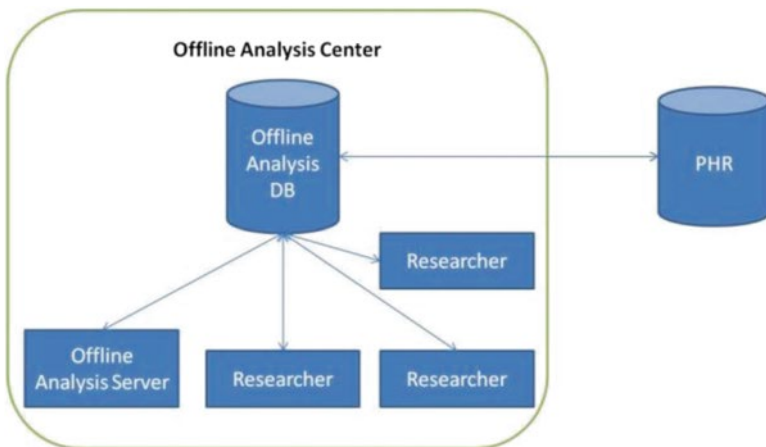 Offline Analysis Center
Offline
Analysis
DB
PHR
Researcher
Offline
Analysis Server
Researcher
Researcher